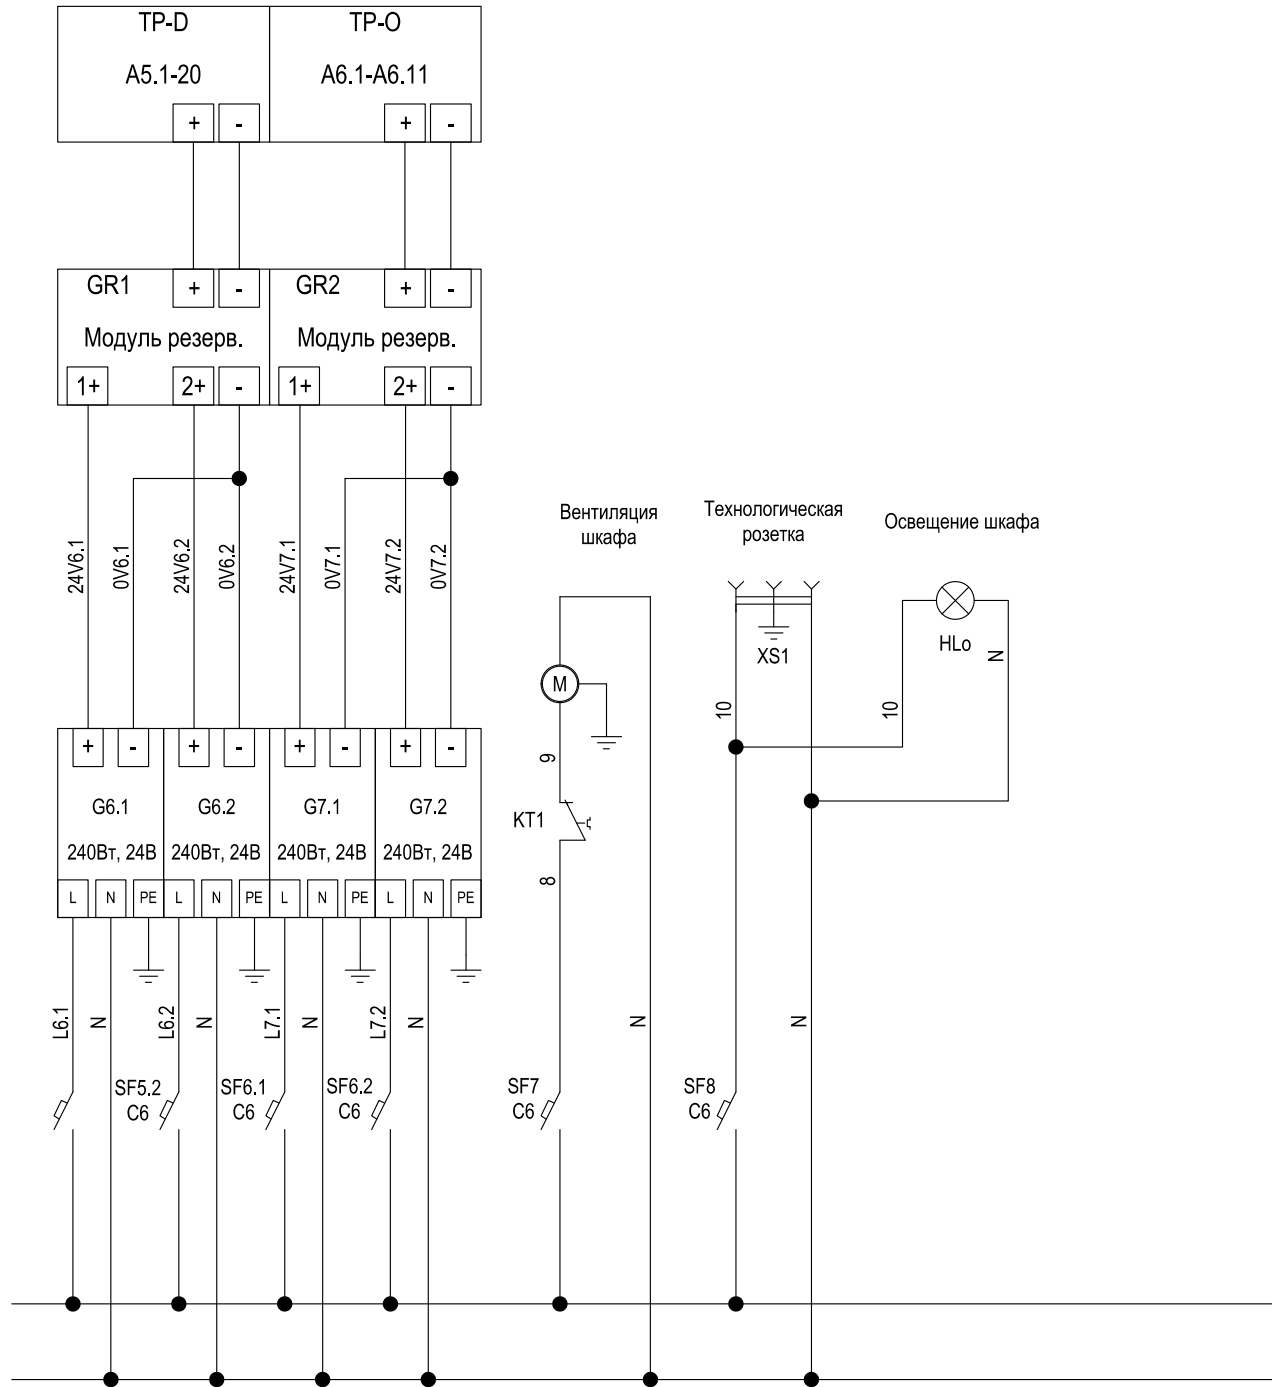 TP-D
TP-O
A5.1-20
A6.1-A6.11
+ - + -
GR1 + - GR2 + -
Модуль резерв. Модуль резерв.
1+ 2+ - 1+ 2+ -
24V6.1
0V6.1
24V6.2
0V6.2
24V7.1
0V7.1
24V7.2
0V7.2
Вентиляция
шкафа
Технологическая
розетка
Освещение шкафа
HLo
XS1
N
M
10
10
9
KT1
8
+ - + - + - + -
G6.1 G6.2 G7.1 G7.2
240Вт, 24В 240Вт, 24В 240Вт, 24В 240Вт, 24В
L N PE L N PE L N PE L N PE
L6.1
N
L6.2
N
L7.1
N
L7.2
N
N
N
SF5.2
C6
SF6.1
C6
SF6.2
C6
SF7
C6
SF8
C6